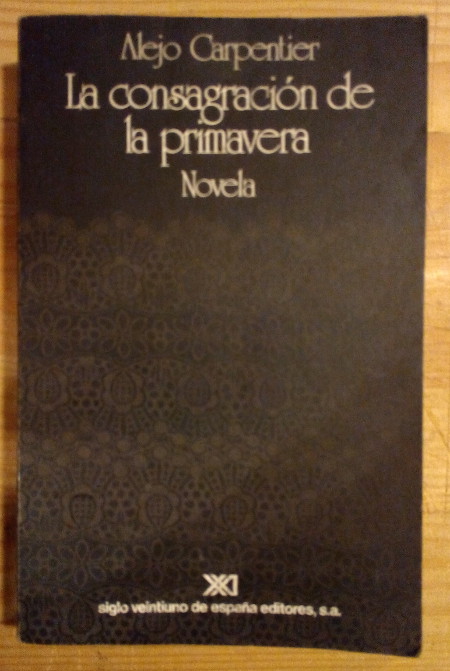 Alejo Carpentier
La consagración de
la primavera
Novela
XXI
siglo veintiuno de españa editores, s.a.